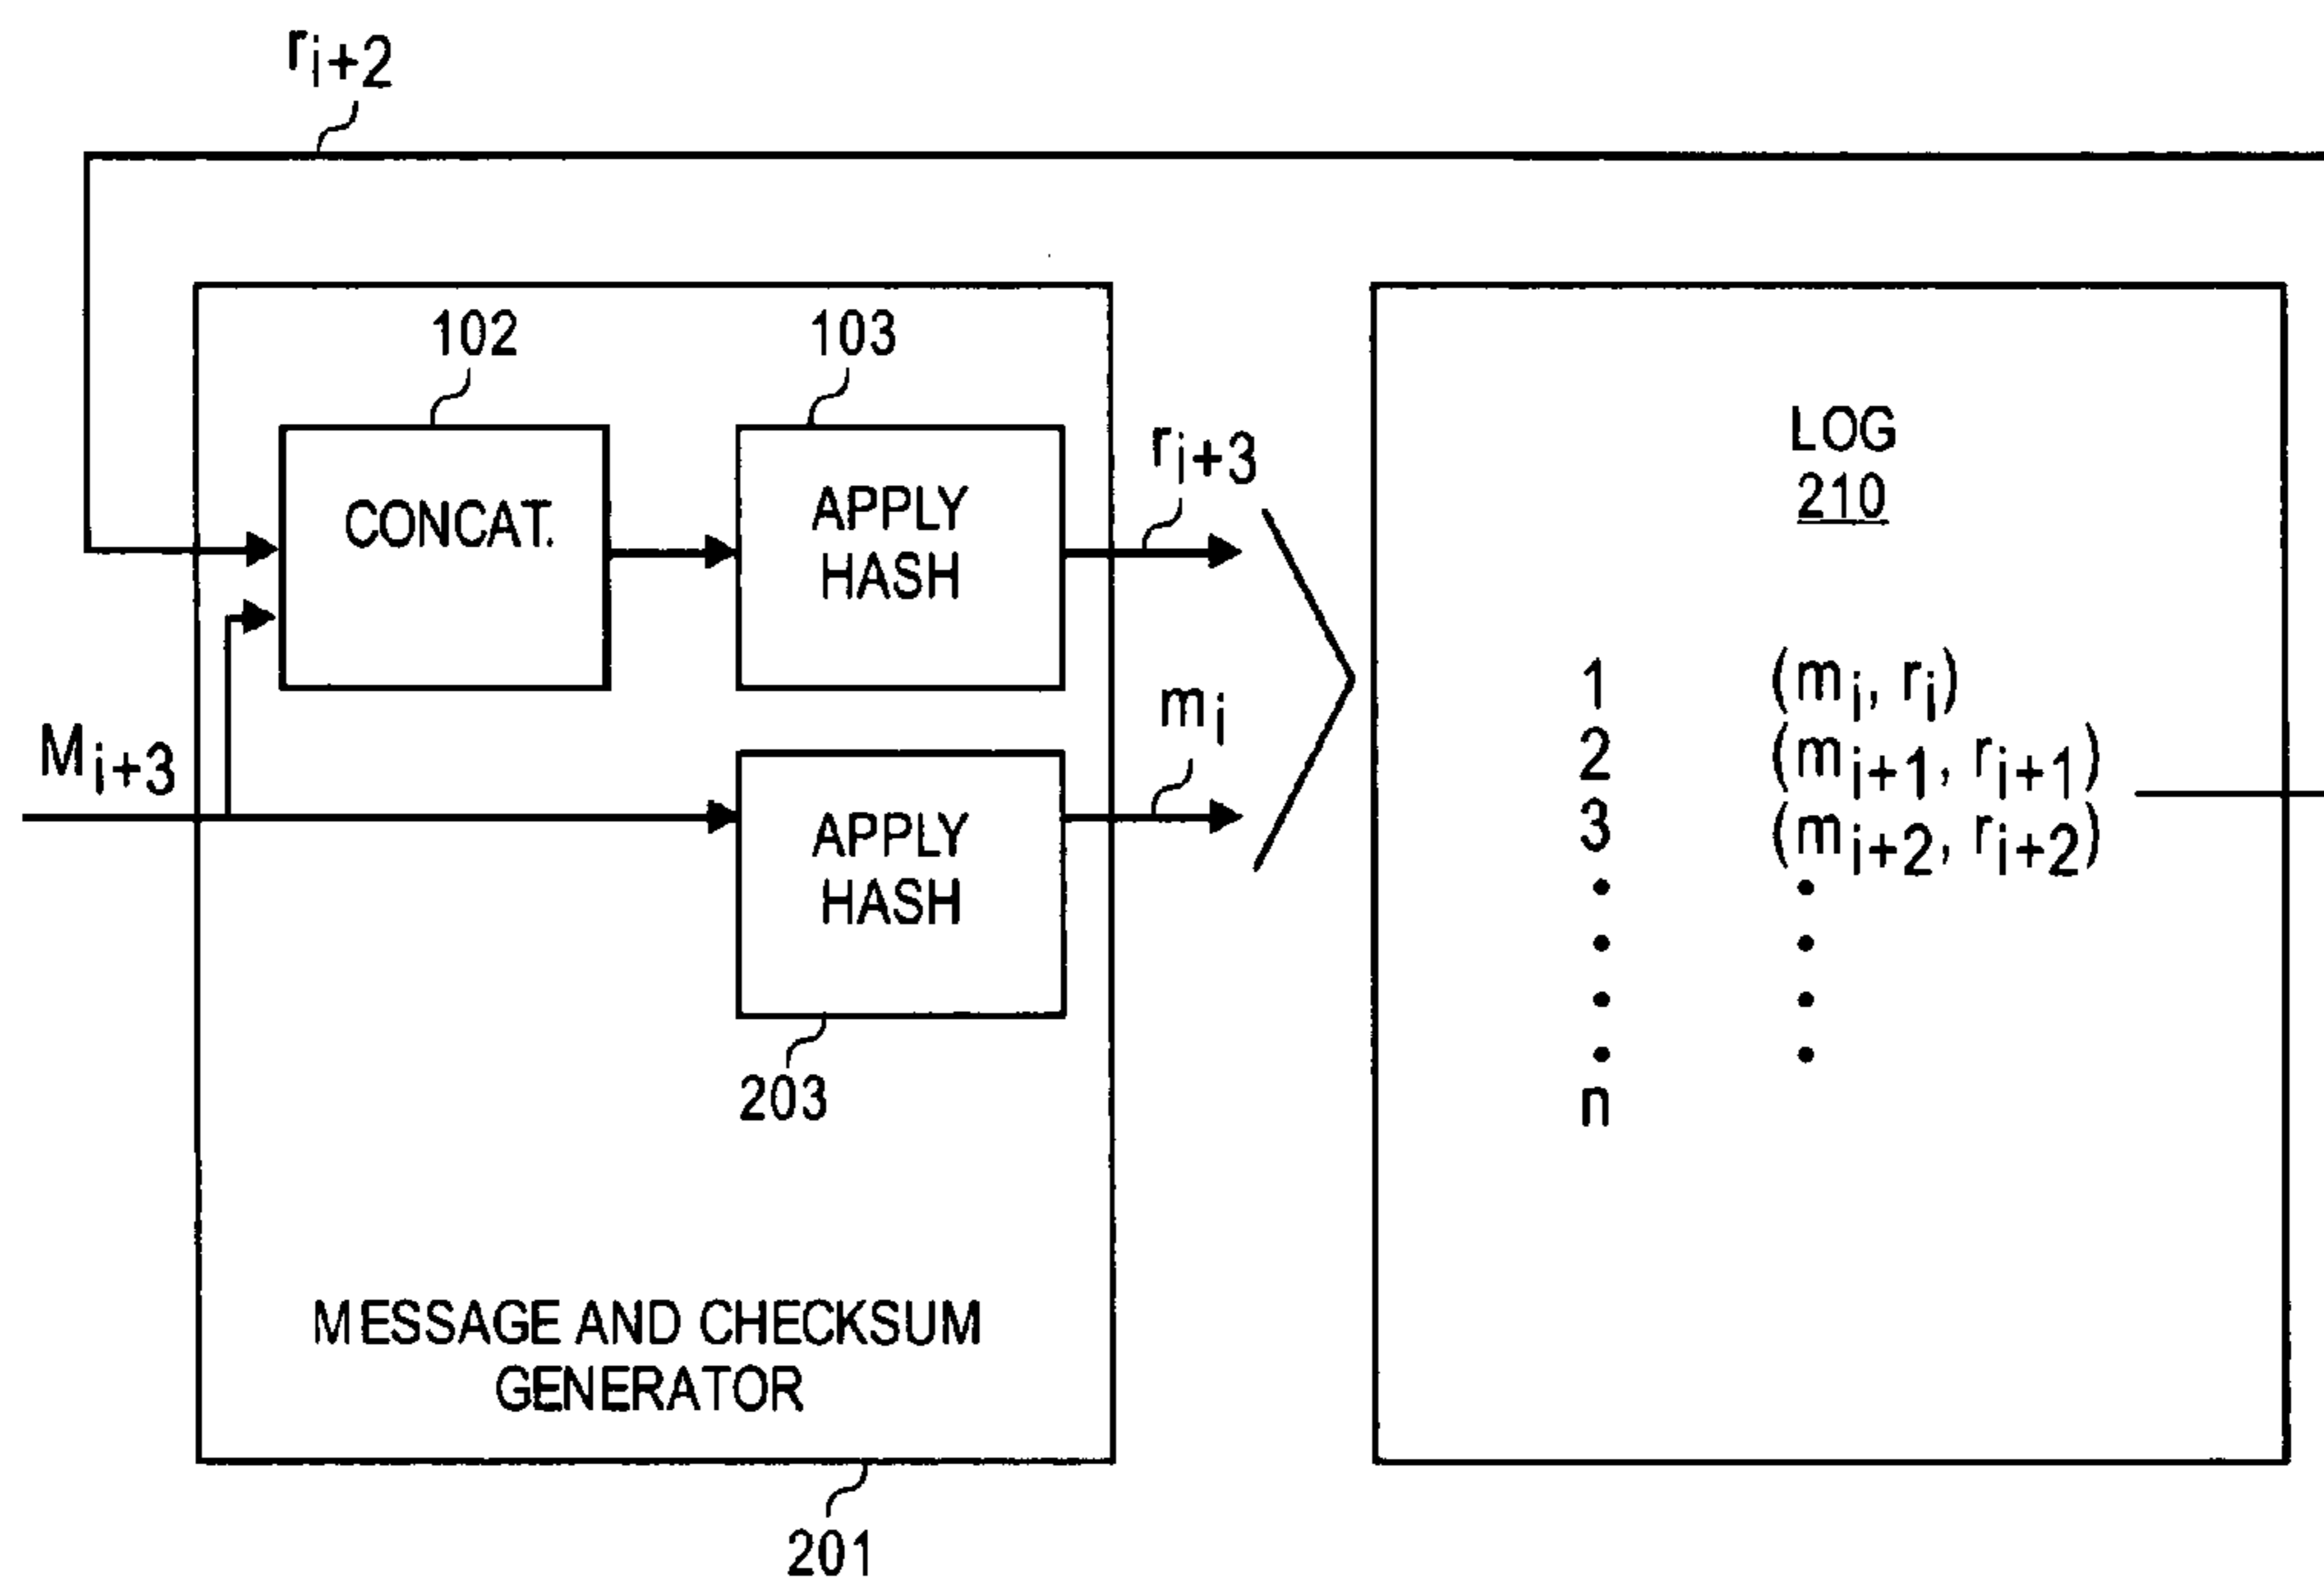 ri+2
102
103
CONCAT.
APPLY
HASH
ri+3
Mi+3
mi
APPLY
HASH
203
MESSAGE AND CHECKSUM
GENERATOR
201
LOG
210
1 (mi, ri)
2 (mi+1, ri+1)
3 (mi+2, ri+2)
n